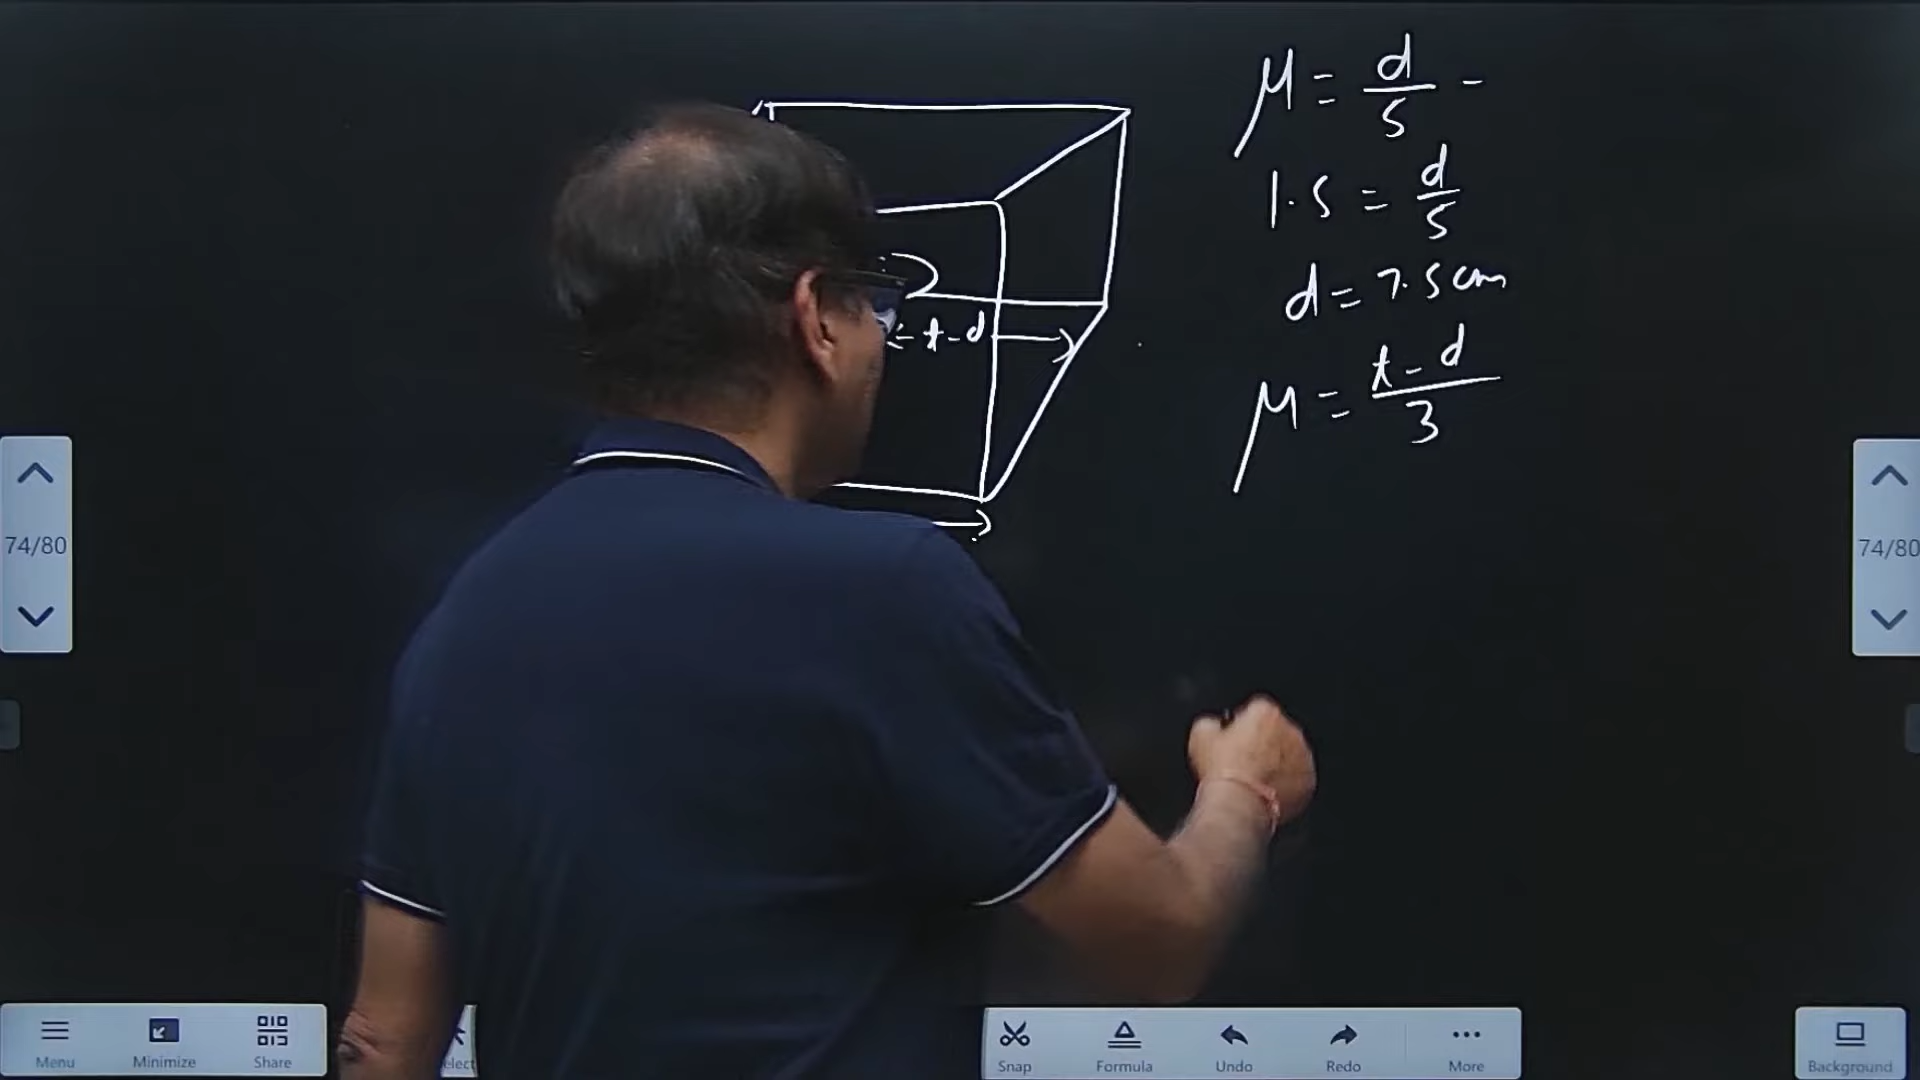 μ = d/5 -
1.5 = d/5
d = 7.5 cm
← t - d →
μ = t - d/3
74/80
74/80
Menu
Minimize
Share
elect
Snap
Formula
Undo
Redo
More
Background